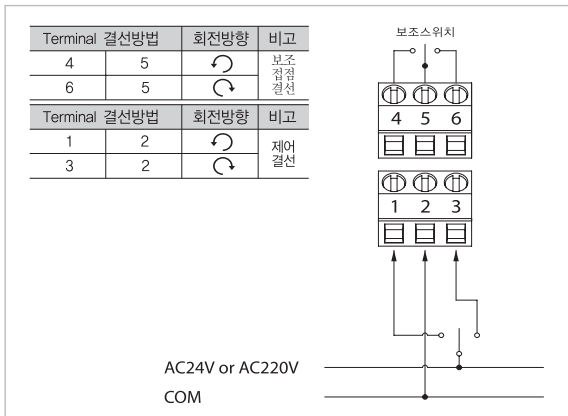 Terminal 결선방법 회전방향 비고
4 5 보조 접점 결선
6 5
Terminal 결선방법 회전방향 비고
1 2 제어 결선
3 2
보조스위치
4 5 6
1 2 3
AC24V or AC220V
COM